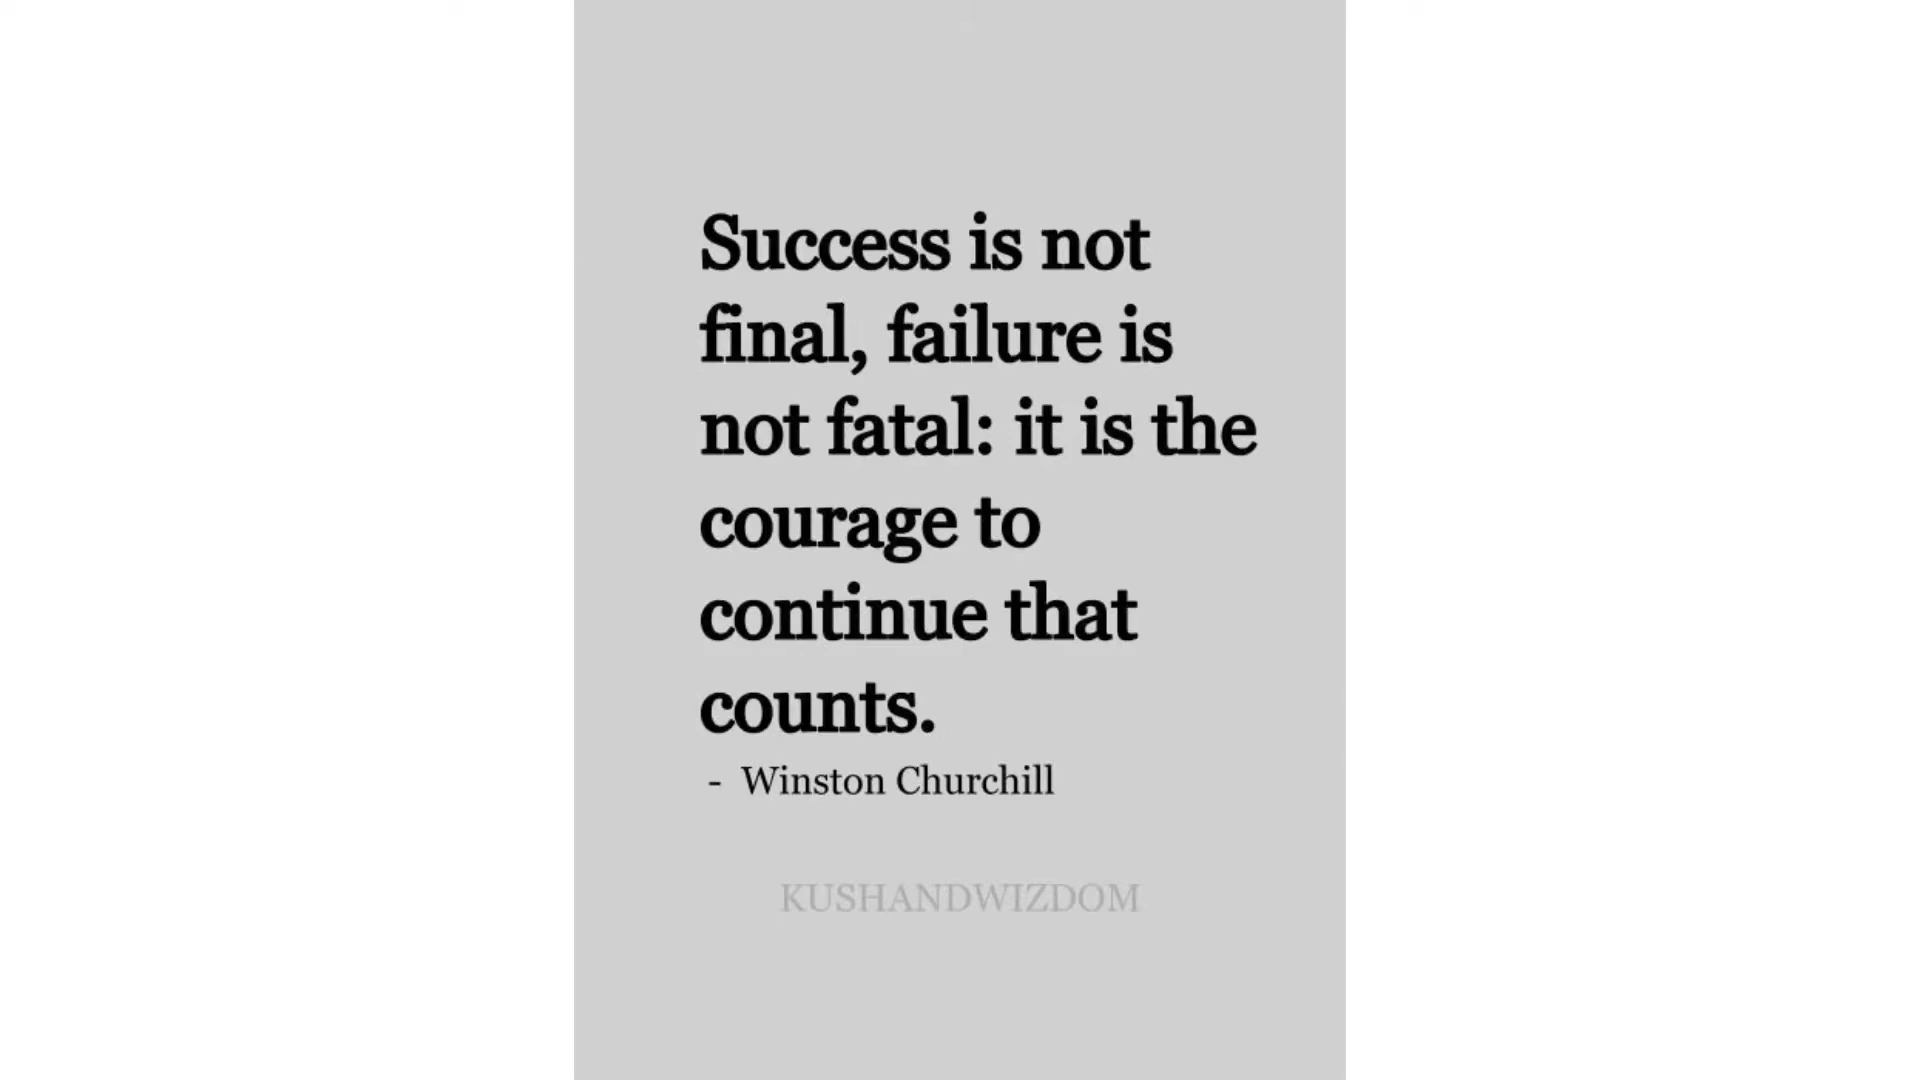 Success is not
final, failure is
not fatal: it is the
courage to
continue that
counts.
- Winston Churchill
KUSHANDWIZDOM